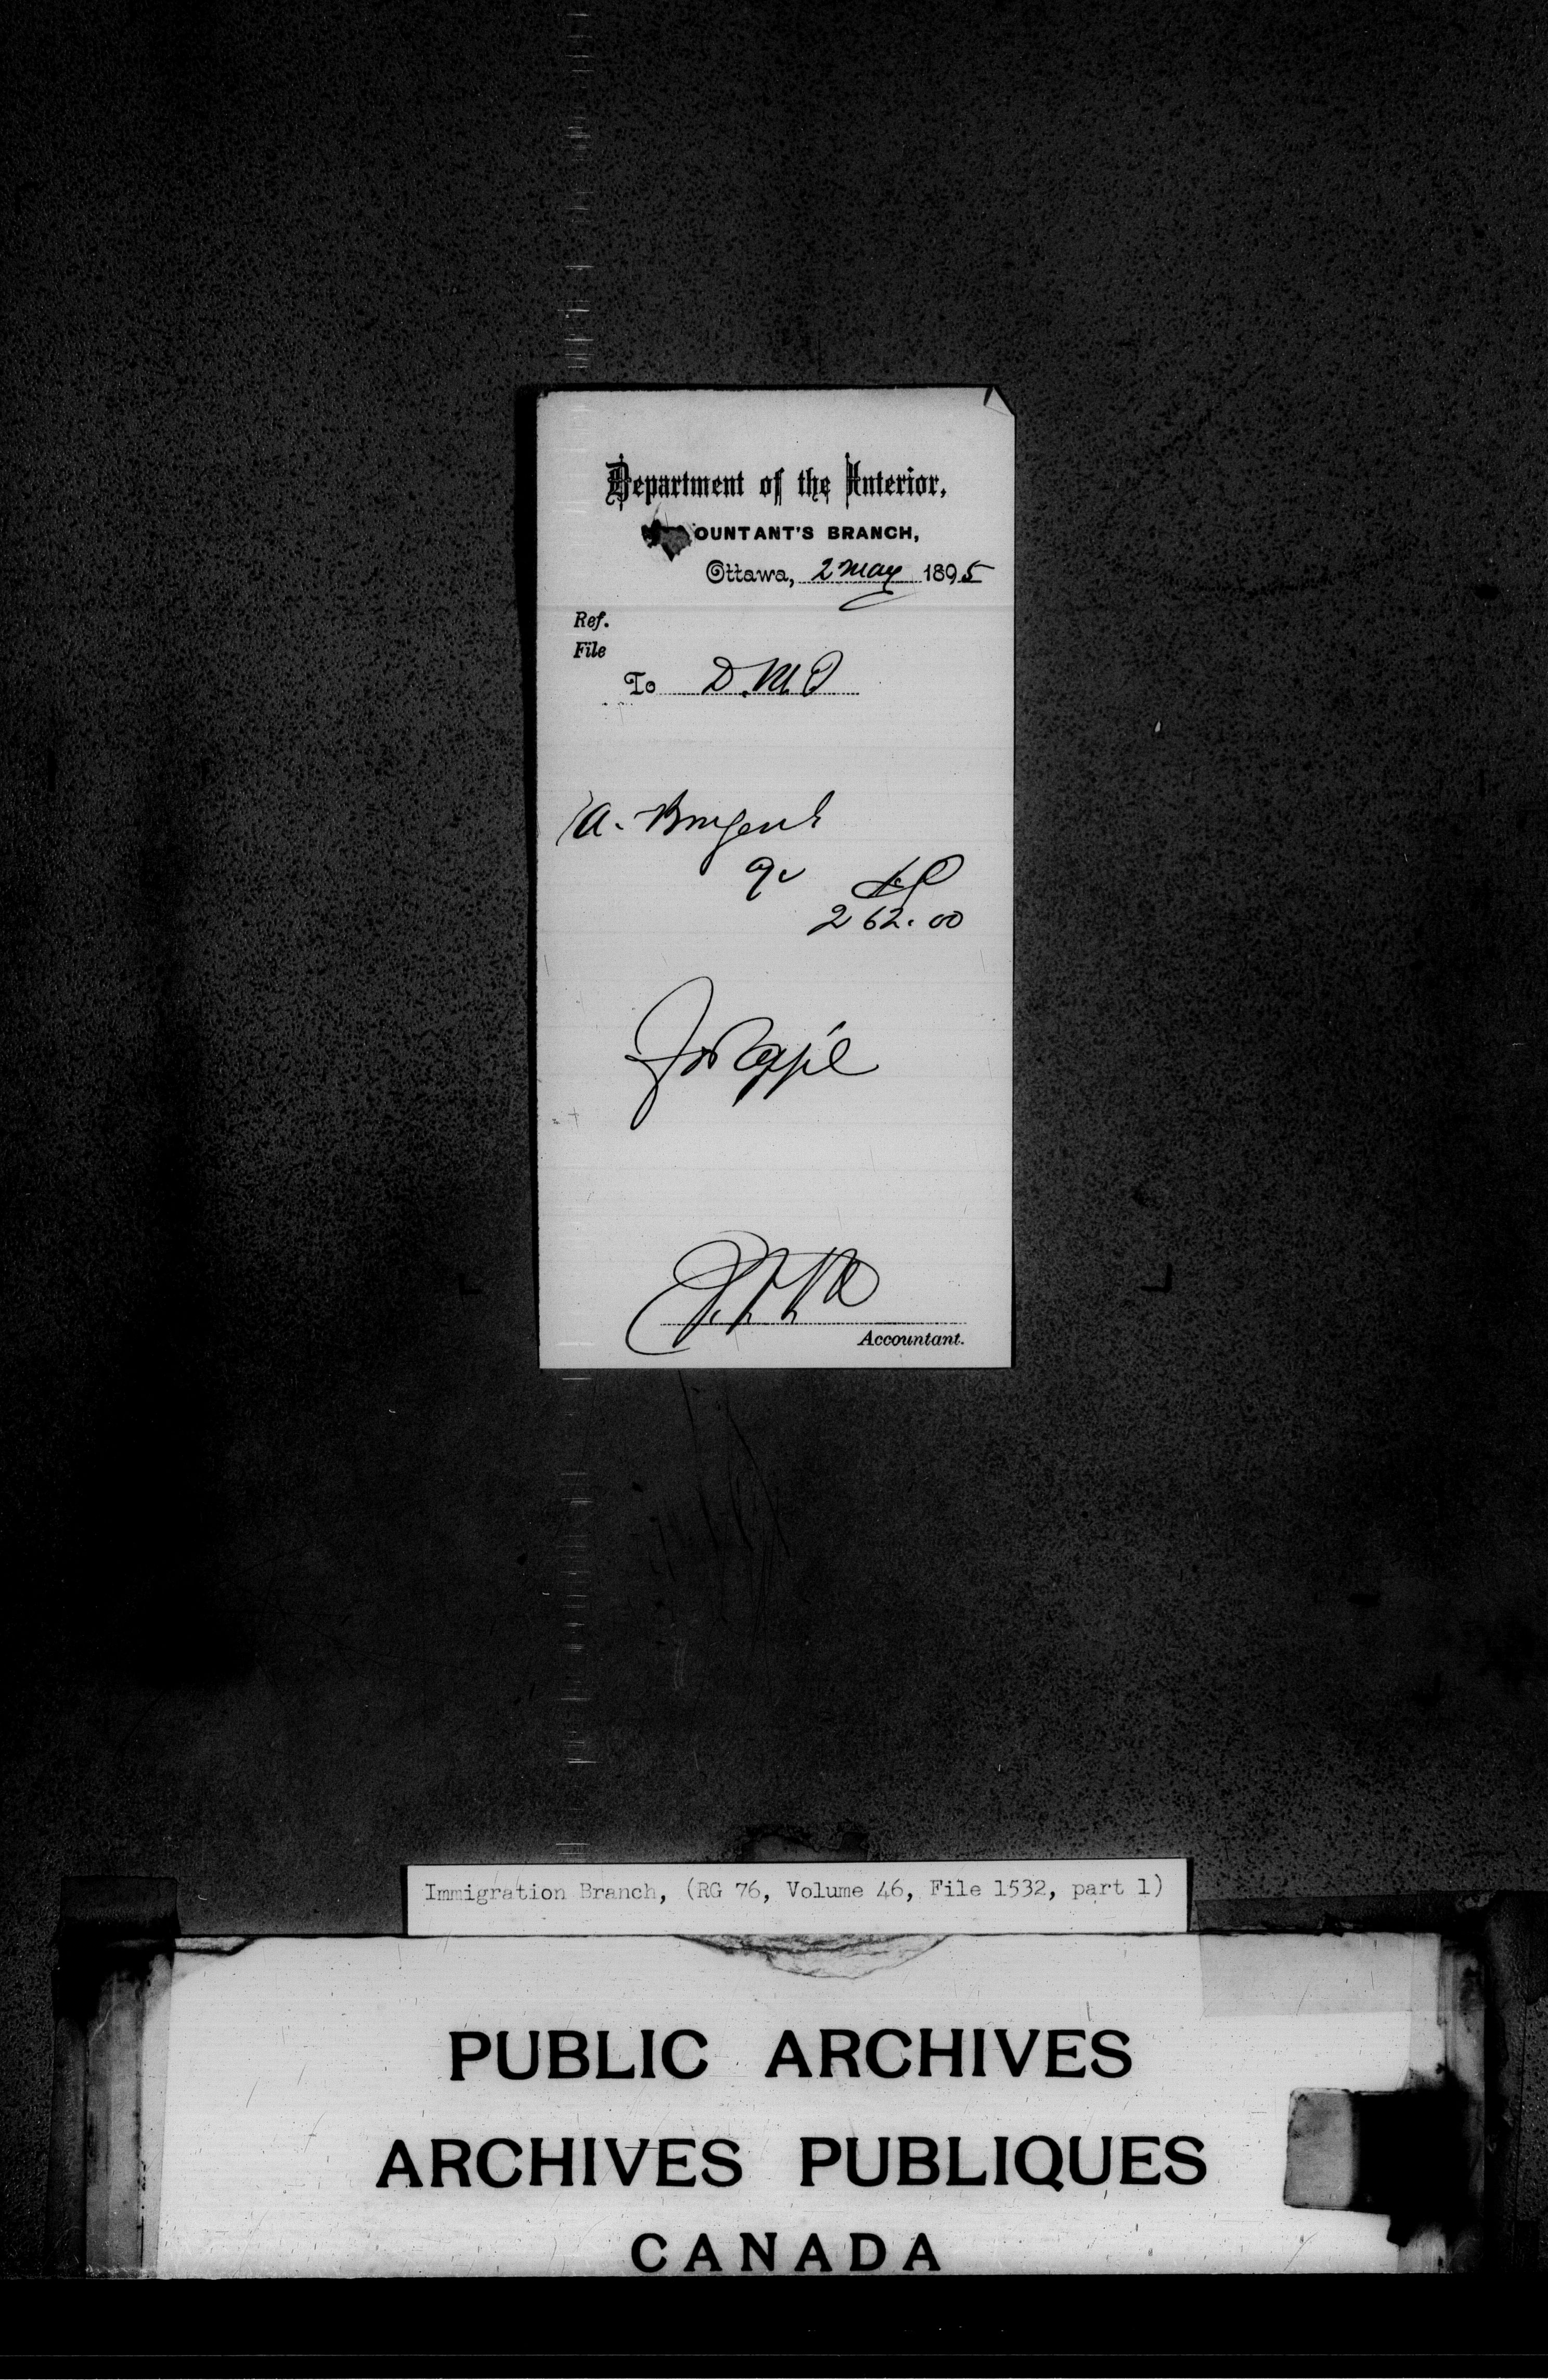 Department of the Interior,
OUNTANT'S BRANCH,
Ottawa, 2 May 1895
Ref.
File
To D.M.I
A.
262.00
Accountant.
Immigration Branch, (RG 76, Volume 46, File 1532, part 1)
PUBLIC ARCHIVES
ARCHIVES PUBLIQUES
CANADA